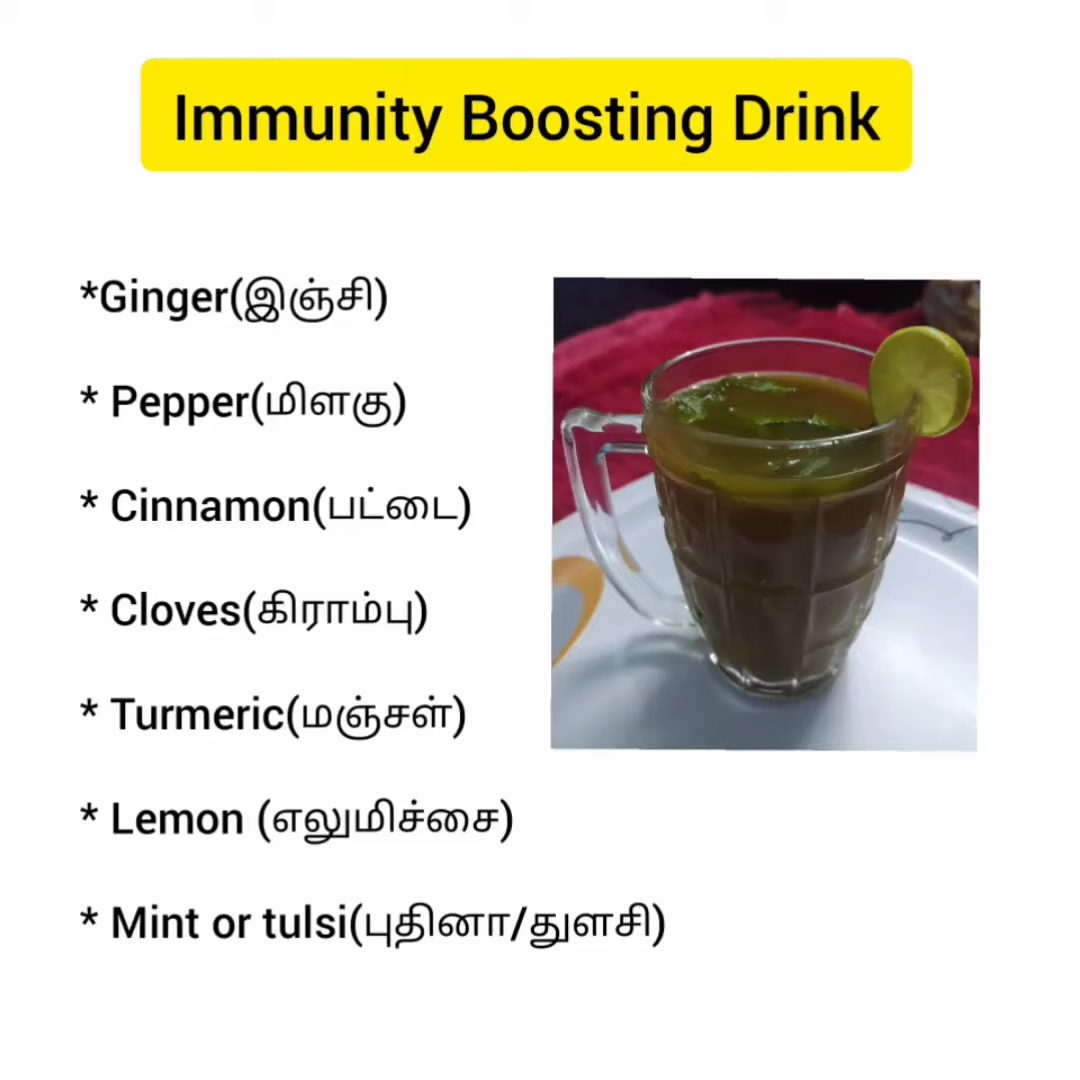 Immunity Boosting Drink
*Ginger(இஞ்சி)
* Pepper(மிளகு)
* Cinnamon(பட்டை)
* Cloves(கிராம்பு)
* Turmeric(மஞ்சள்)
* Lemon (எலுமிச்சை)
* Mint or tulsi(புதினா/துளசி)